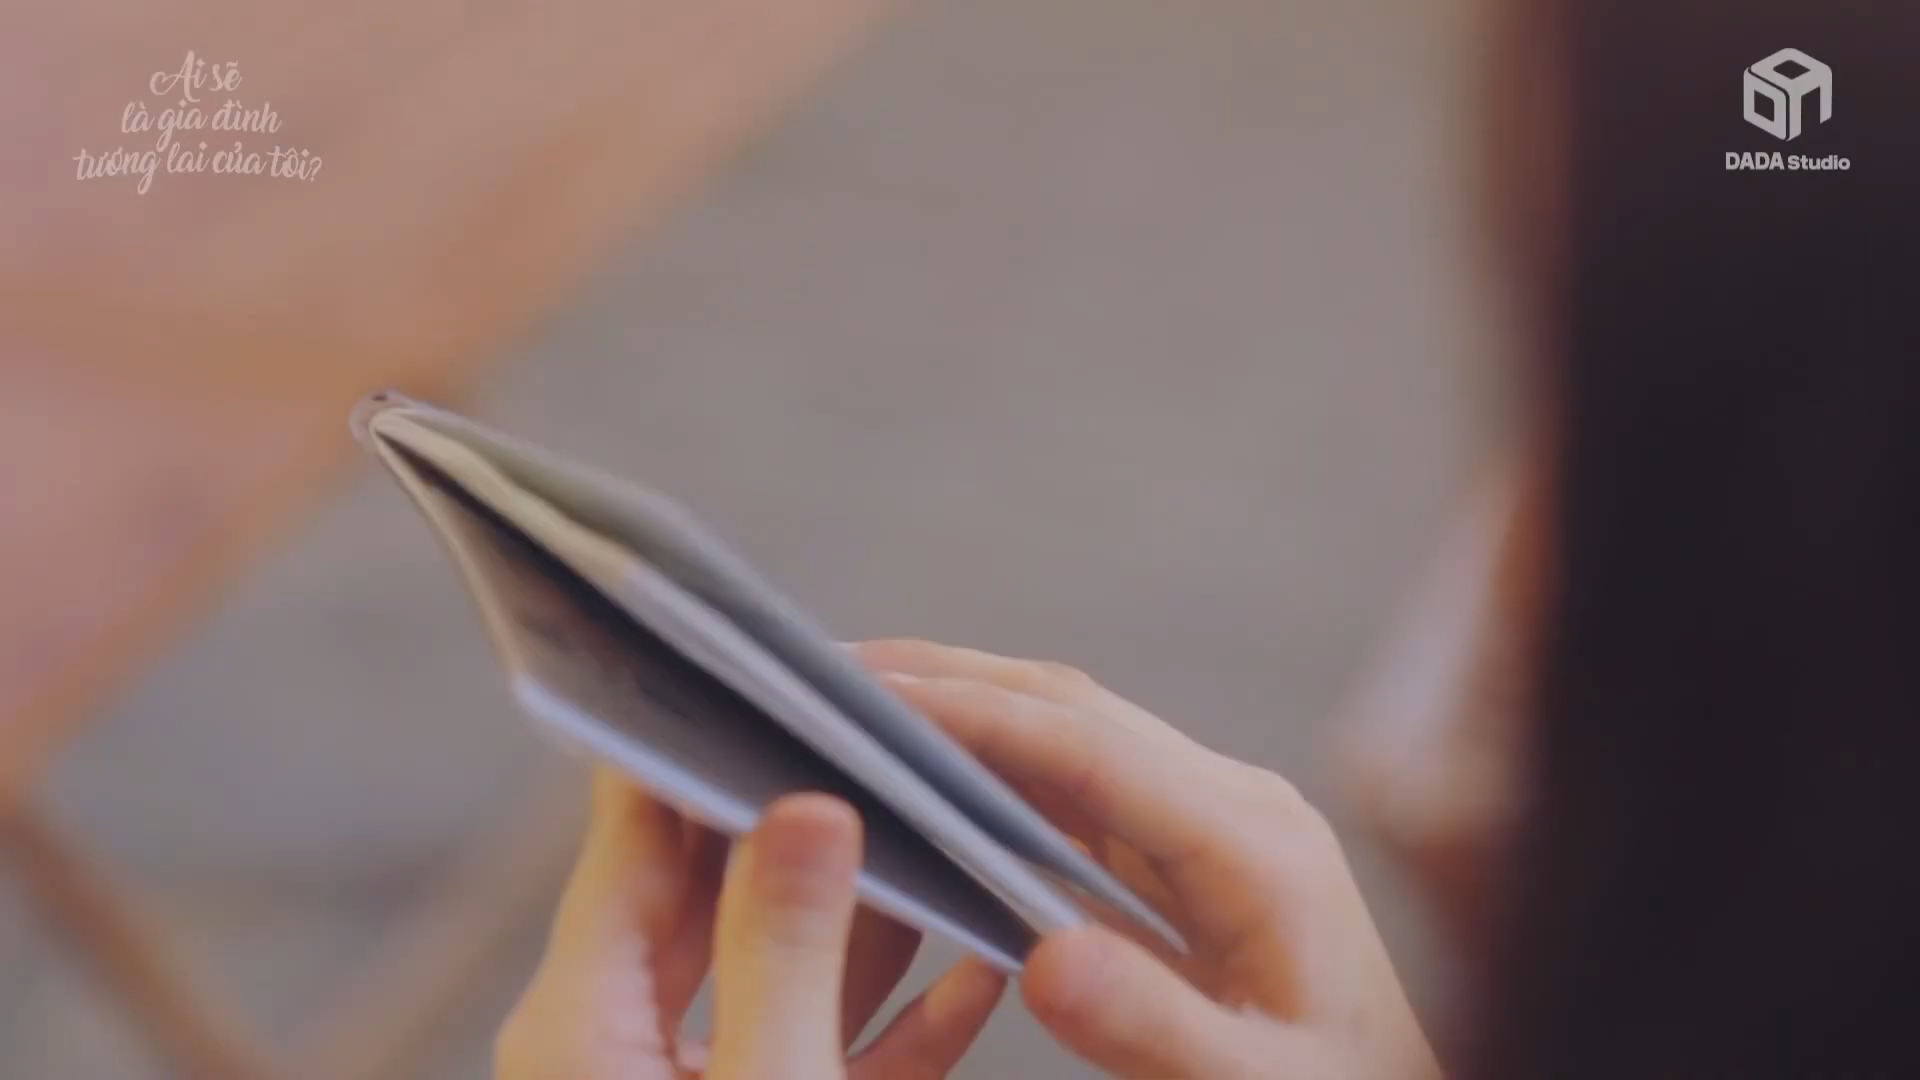 Ai sẽ
là gia đình
tương lai của tôi?
DADA Studio